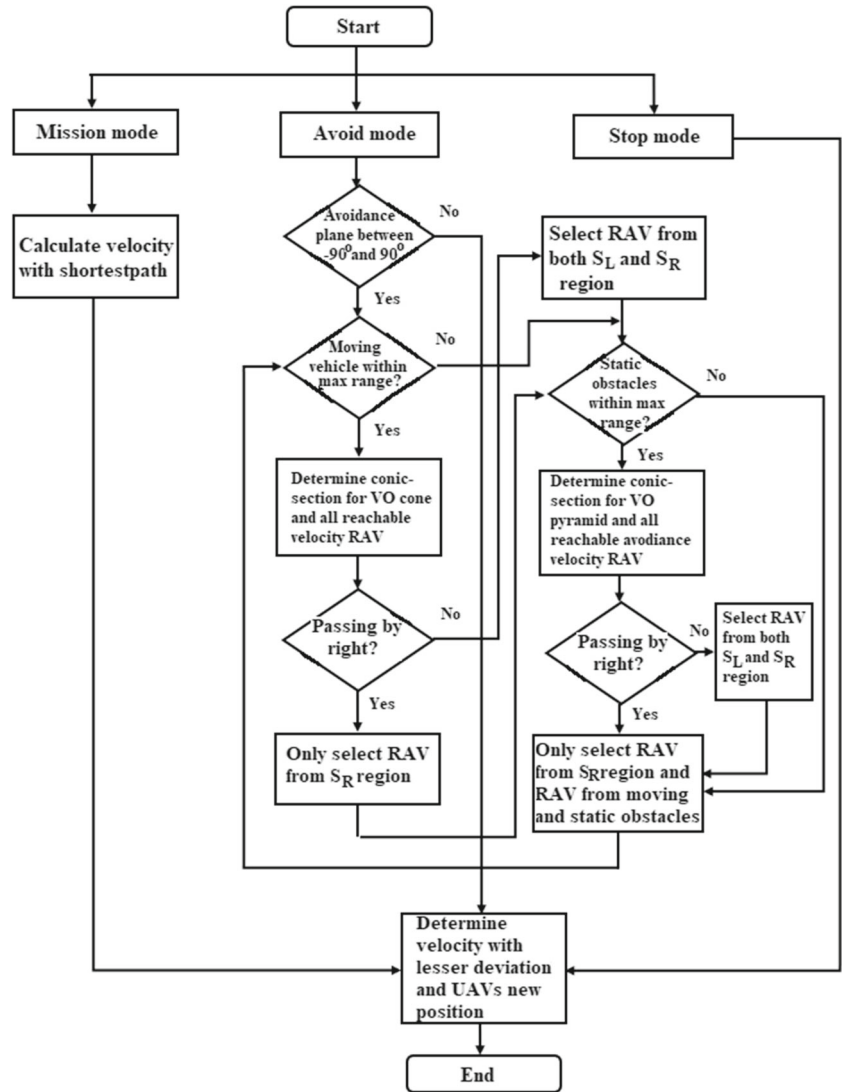 Start
Mission mode
Avoid mode
Stop mode
Calculate velocity
with shortestpath
Avoidance
plane between
-90° and 90°
No
Yes
Select RAV from
both SL and SR
region
Moving
vehicle within
max range?
No
Yes
Static
obstacles
within max
range?
No
Yes
Determine conic-
section for VO cone
and all reachable
velocity RAV
Determine conic-
section for VO
pyramid and all
reachable avodiance
velocity RAV
Passing by
right?
No
Yes
Passing by
right?
No
Yes
Select RAV
from both
SL and SR
region
Only select RAV
from SR region
Only select RAV
from SRregion and
RAV from moving
and static obstacles
Determine
velocity with
lesser deviation
and UAVs new
position
End